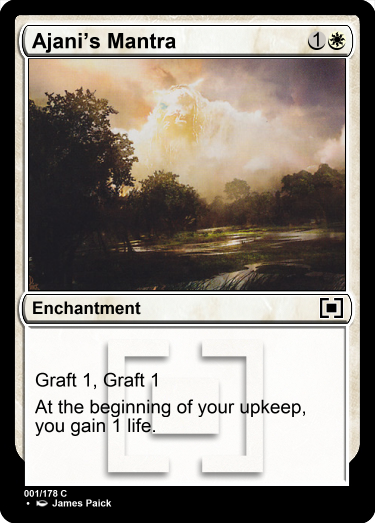 Ajani's Mantra 1
Enchantment
Graft 1, Graft 1
At the beginning of your upkeep,
you gain 1 life.
001/178 C
• James Paick